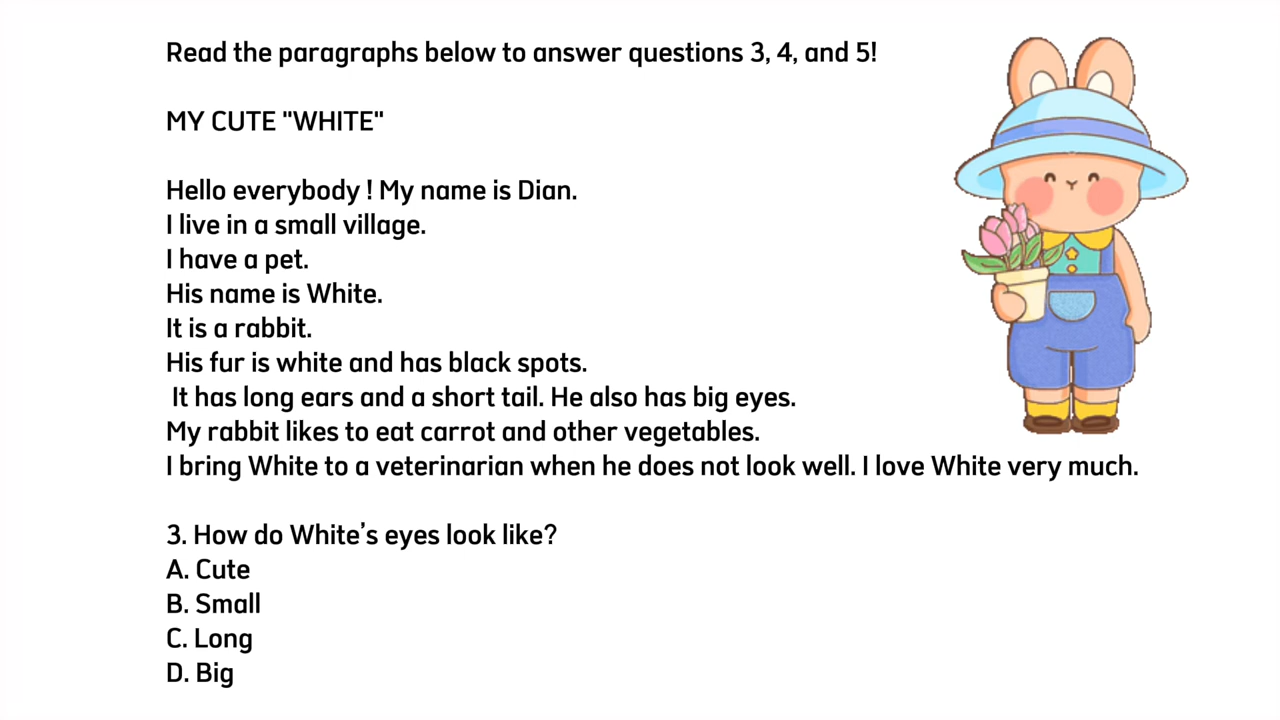 Read the paragraphs below to answer questions 3, 4, and 5!
MY CUTE "WHITE"
Hello everybody ! My name is Dian.
I live in a small village.
I have a pet.
His name is White.
It is a rabbit.
His fur is white and has black spots.
It has long ears and a short tail. He also has big eyes.
My rabbit likes to eat carrot and other vegetables.
I bring White to a veterinarian when he does not look well. I love White very much.
3. How do White’s eyes look like?
A. Cute
B. Small
C. Long
D. Big